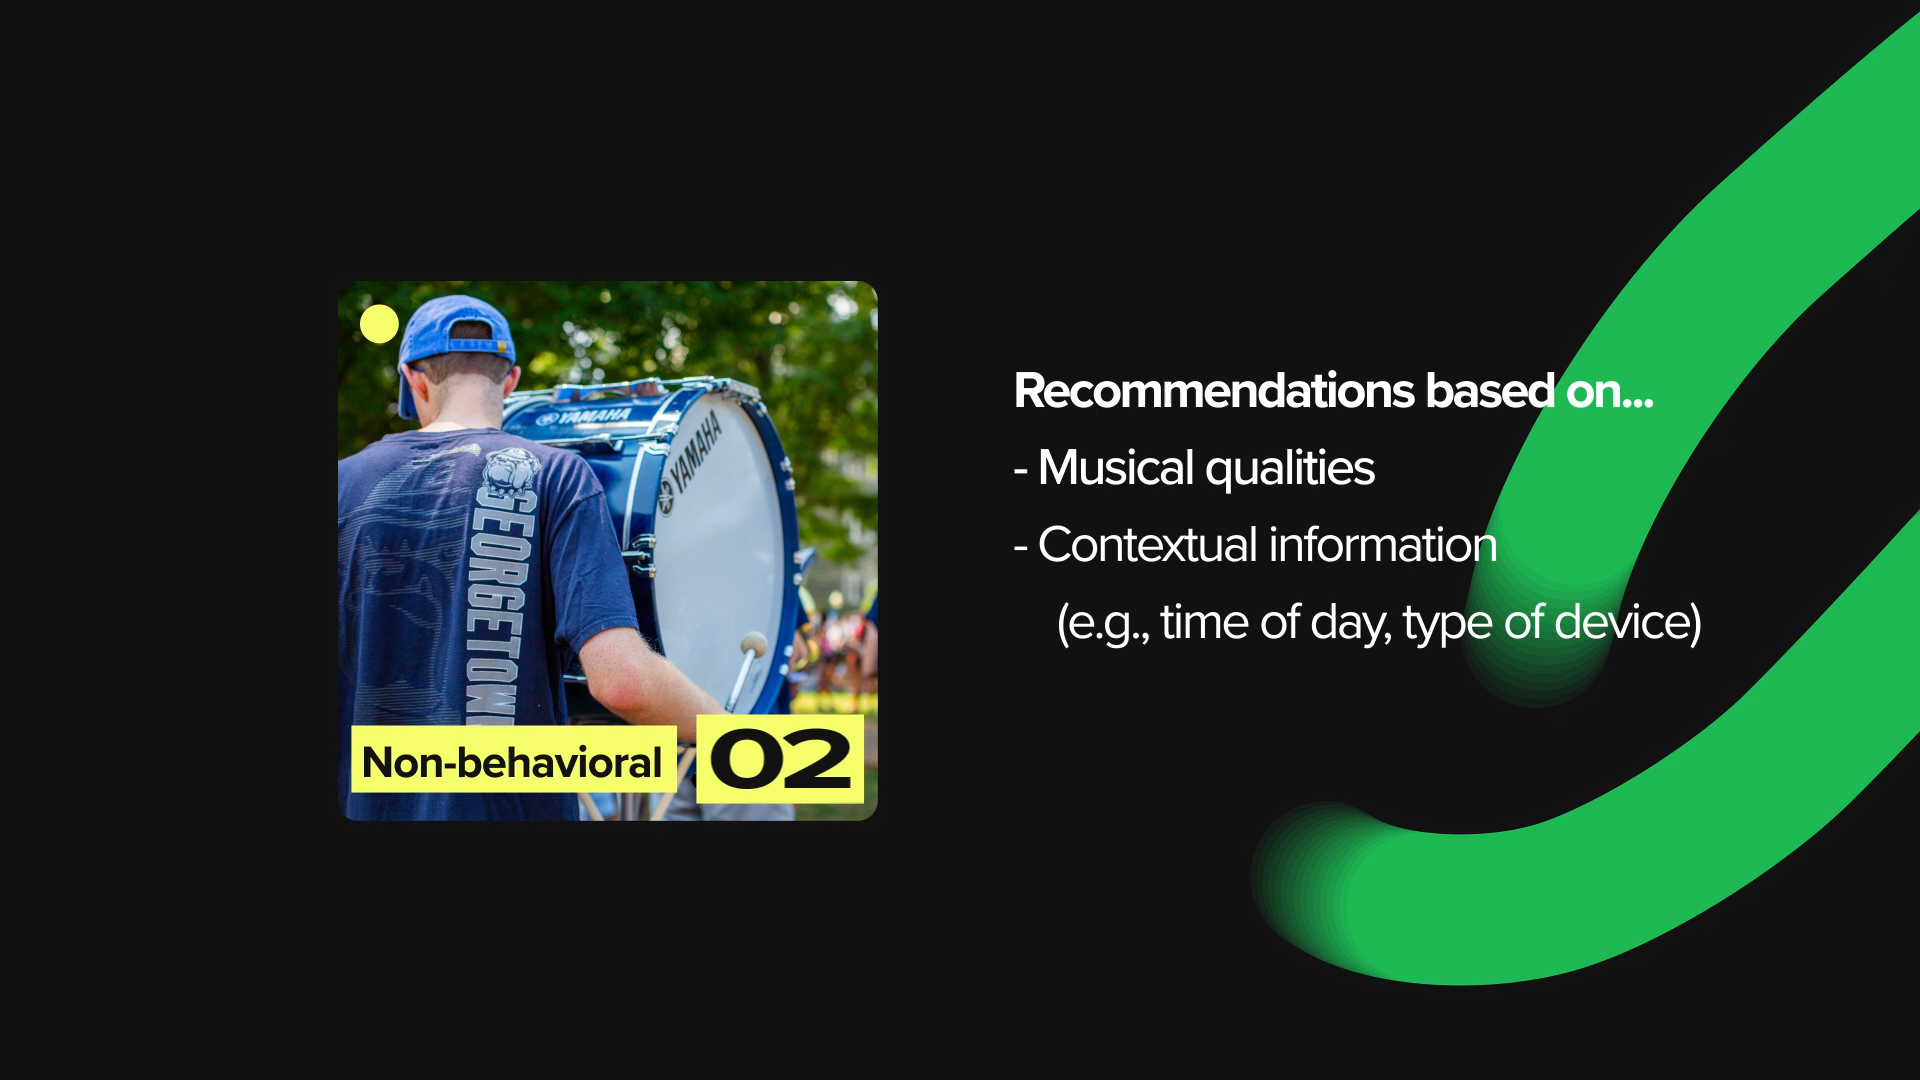 YAMAHA
YAMAHA
GEORGETOWN
Non-behavioral
02
Recommendations based on...
- Musical qualities
- Contextual information
(e.g., time of day, type of device)